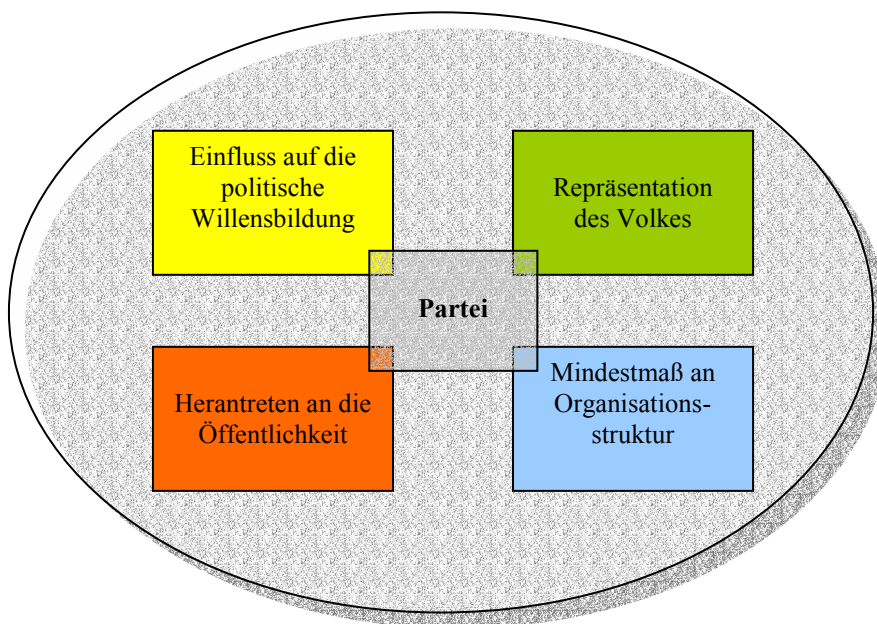 Einfluss auf die
politische
Willensbildung
Repräsentation
des Volkes
Partei
Herantreten an die
Öffentlichkeit
Mindestmaß an
Organisations-
struktur